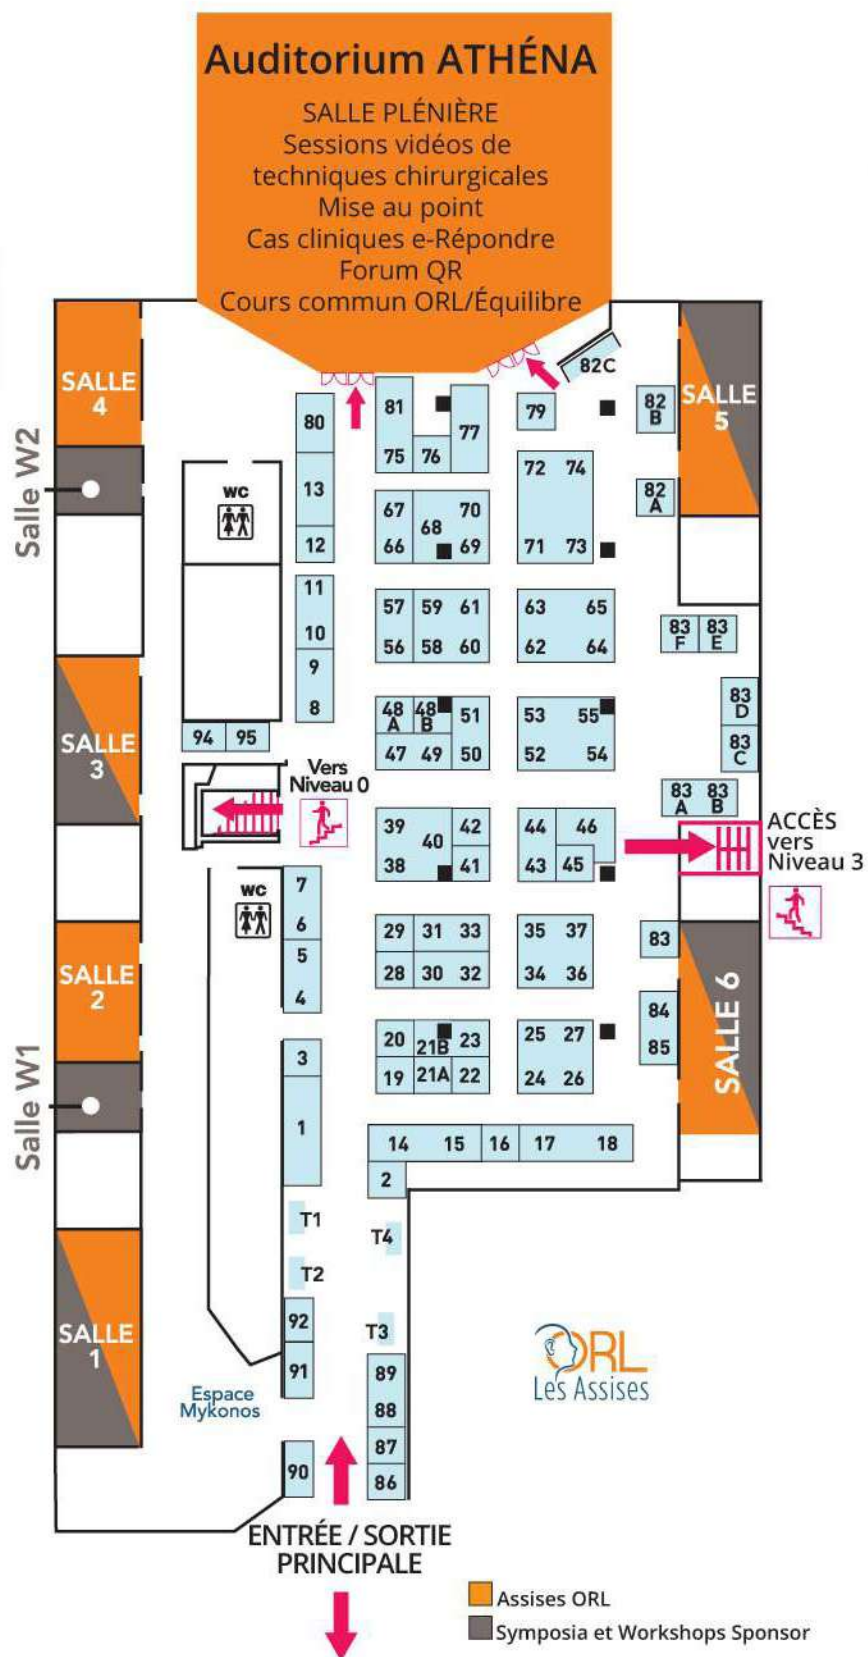 Auditorium ATHÉNA
SALLE PLÉNIÈRE
Sessions vidéos de
techniques chirurgicales
Mise au point
Cas cliniques e-Répondre
Forum QR
Cours commun ORL/Équilibre
SALLE
4
Salle W2
WC
SALLE
5
82C
82
B
82
A
80
13
12
81
75 76
77
79
67
68
70
66
69
72 74
71 73
11
10
9
8
57 59 61
56 58 60
63 65
62 64
83
F
83
E
83
D
83
C
83
A
83
B
SALLE
3
94 95
48
A
48
B
51
47 49 50
53 55
52 54
Vers
Niveau 0
39
40
42
38
41
44 46
43 45
ACCÈS
vers
Niveau 3
7
6
5
4
WC
29 31 33
28 30 32
35 37
34 36
83
84
85
SALLE 6
SALLE
2
Salle W1
20
21B
23
19 21A 22
25 27
24 26
3
1
14 15 16 17 18
2
T1
T4
T2
T3
92
91
89
88
87
86
90
SALLE
1
Espace
Mykonos
ORL
Les Assises
ENTRÉE / SORTIE
PRINCIPALE
Assises ORL
Symposia et Workshops Sponsor